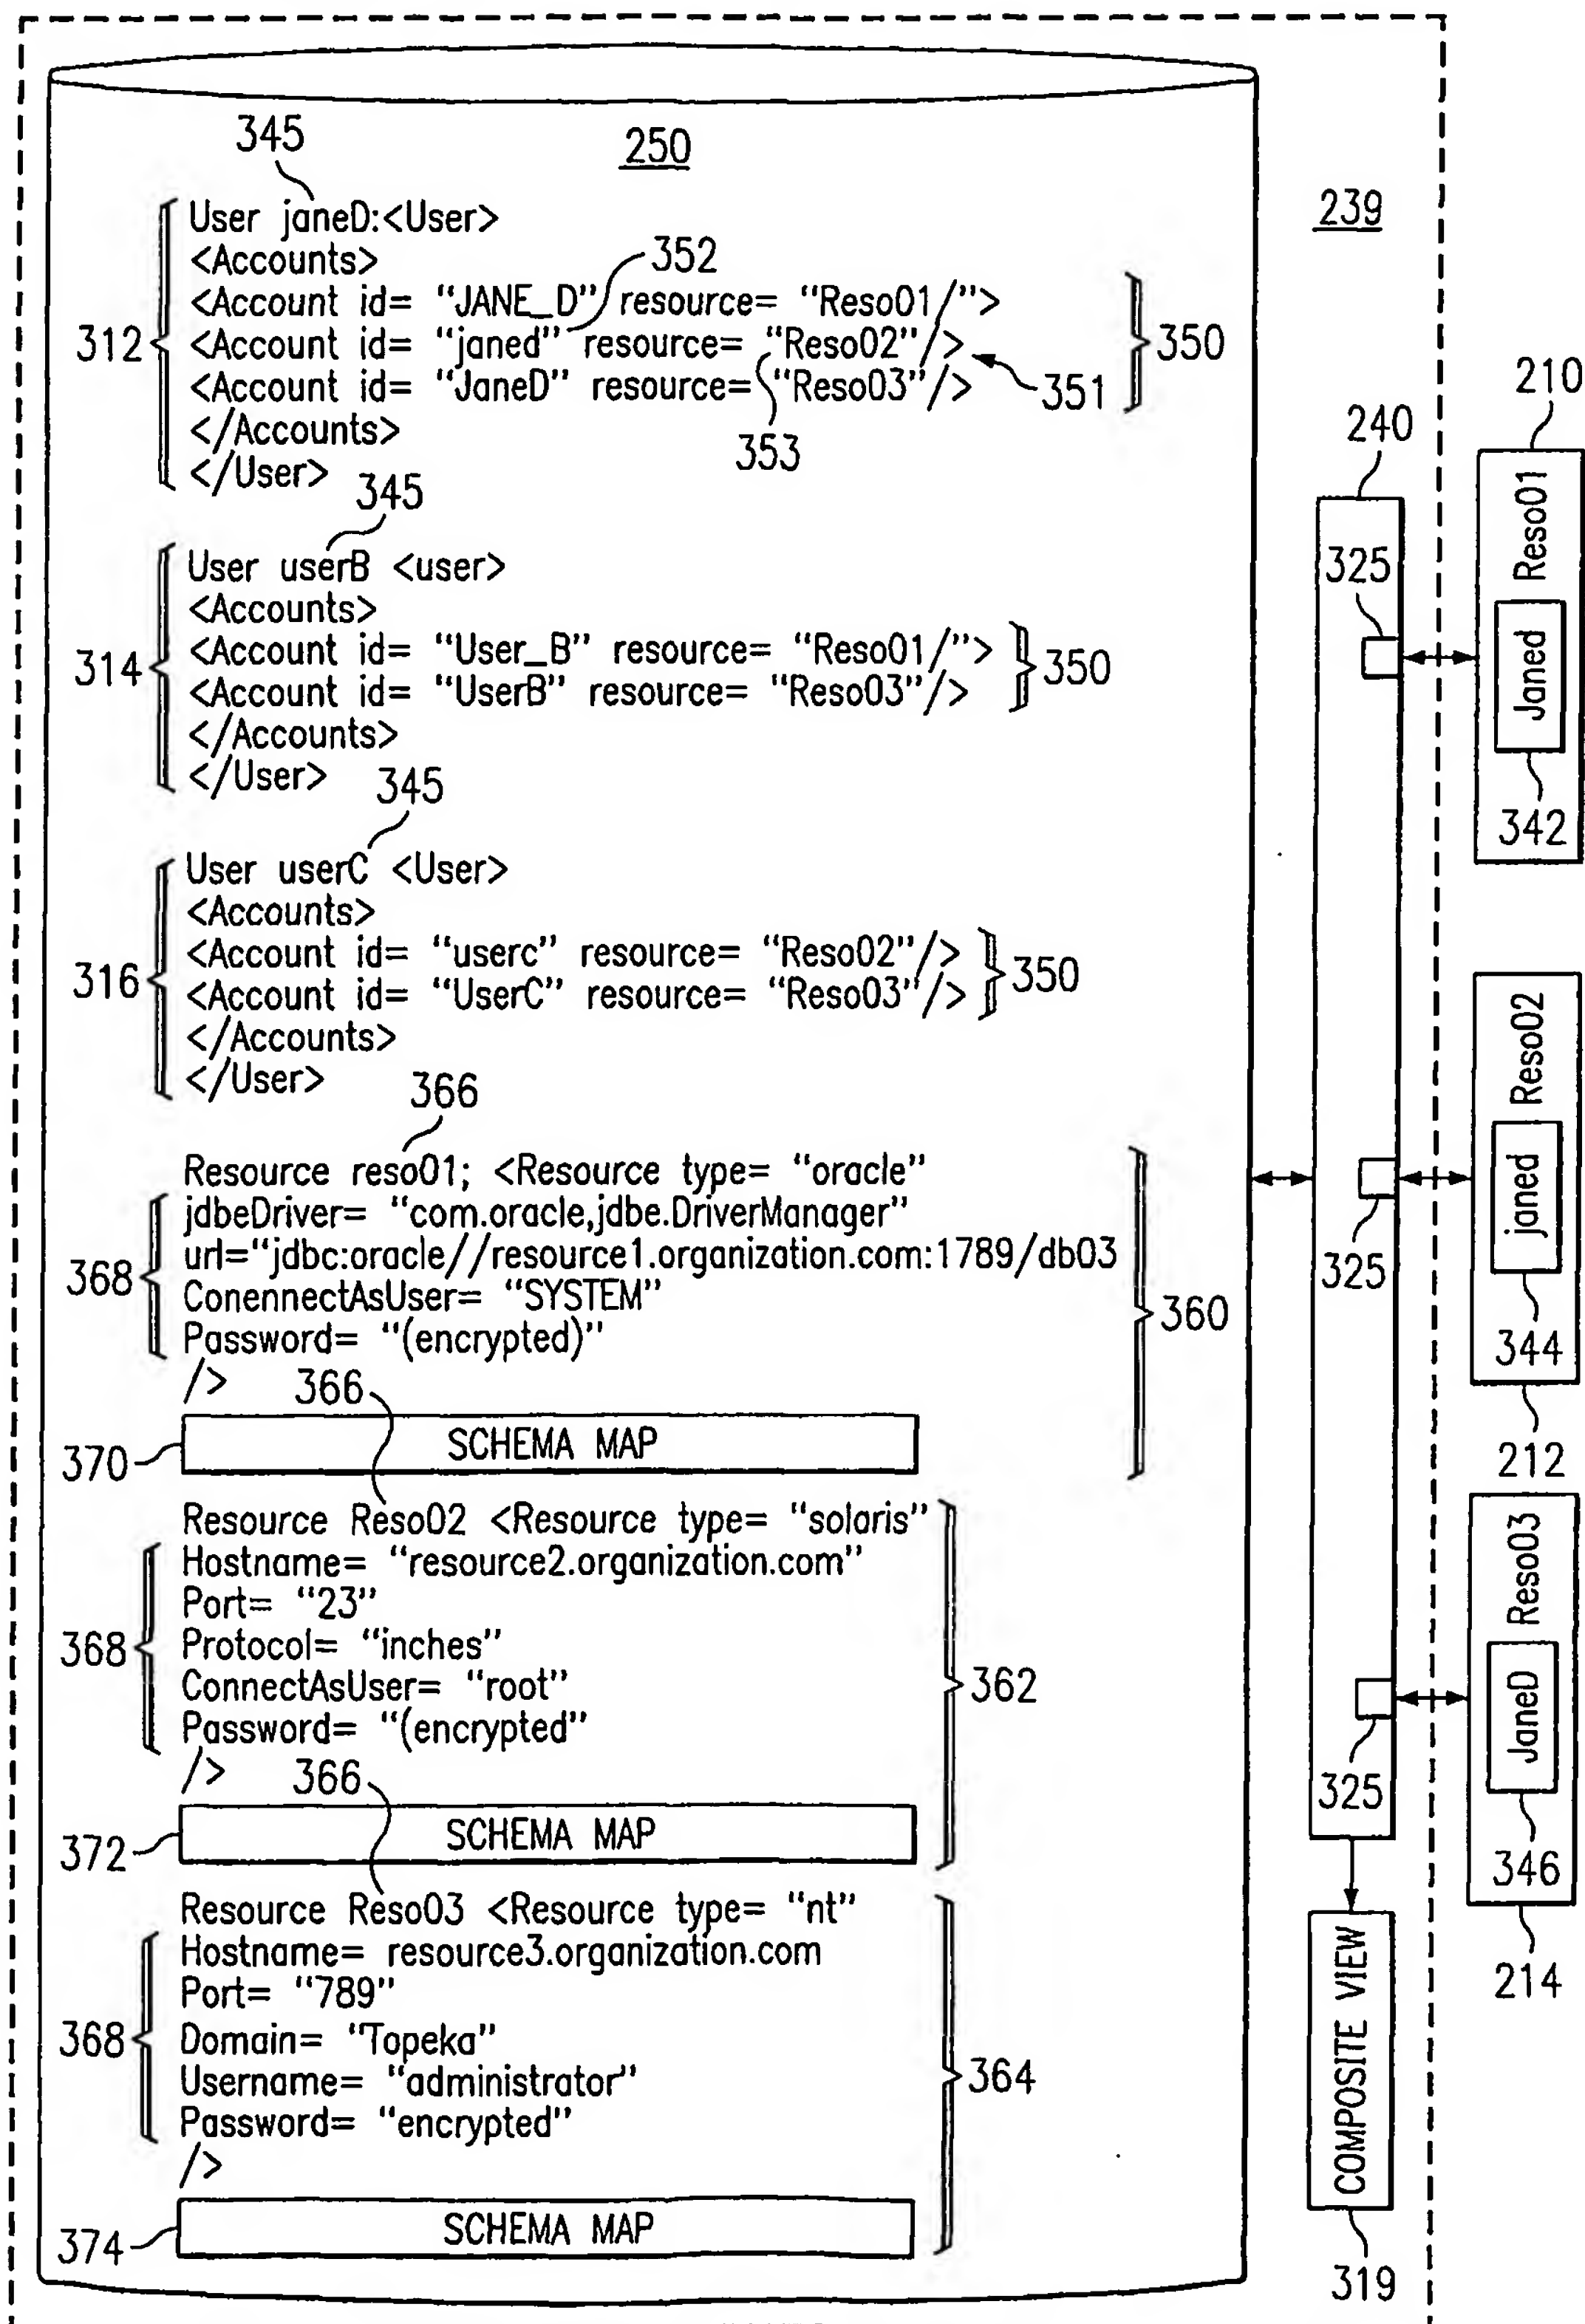 345
250
239
User janeD:<User>
<Accounts>
352
<Account id= “JANE_D” resource= “Reso01/”>
312
<Account id= “janed” resource= “Reso02”/>
350
<Account id= “JaneD” resource= “Reso03”/>
351
</Accounts>
353
</User>
345
User userB <user>
<Accounts>
<Account id= “User_B” resource= “Reso01/”>
314
350
<Account id= “UserB” resource= “Reso03”/>
</Accounts>
</User>
345
User userC <User>
<Accounts>
<Account id= “userc” resource= “Reso02”/>
316
350
<Account id= “UserC” resource= “Reso03”/>
</Accounts>
</User>
366
Resource reso01; <Resource type= “oracle”
jdbeDriver= “com.oracle,jdbe.DriverManager”
url=“jdbc:oracle//resource1.organization.com:1789/db03
368
ConennectAsUser= “SYSTEM”
360
Password= “(encrypted)”
/>
366
370
SCHEMA MAP
Resource Reso02 <Resource type= “solaris”
Hostname= “resource2.organization.com”
Port= “23”
368
Protocol= “inches”
ConnectAsUser= “root”
362
Password= “(encrypted”
/>
366
372
SCHEMA MAP
Resource Reso03 <Resource type= “nt”
Hostname= resource3.organization.com
Port= “789”
368
Domain= “Topeka”
Username= “administrator”
364
Password= “encrypted”
/>
374
SCHEMA MAP
240
325
325
325
COMPOSITE VIEW
319
210
Reso01
Janed
342
Reso02
janed
344
212
Reso03
JaneD
346
214